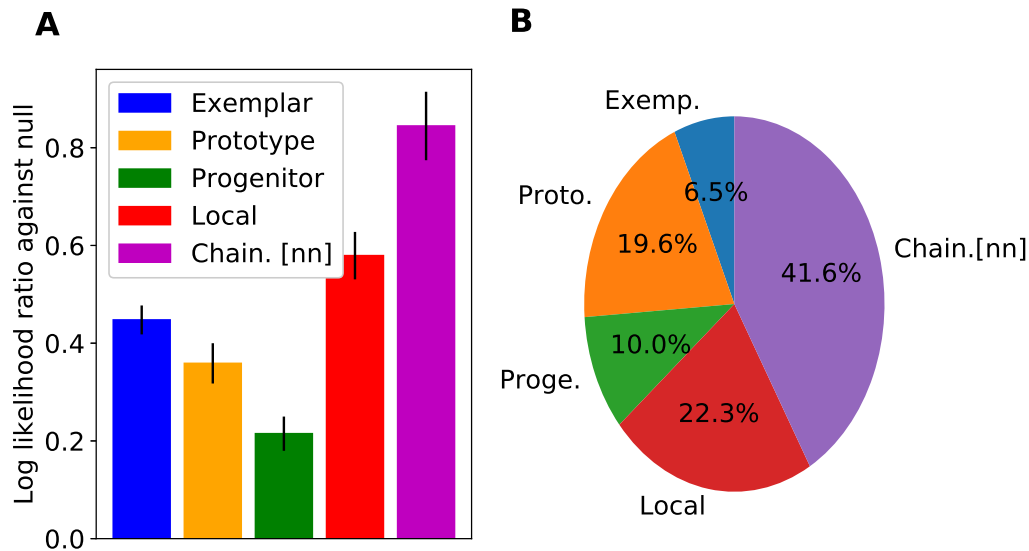 A
Log likelihood ratio against null
0.8
0.6
0.4
0.2
0.0
Exemplar
Prototype
Progenitor
Local
Chain. [nn]
B
Exemp.
6.5%
Proto.
19.6%
Chain.[nn]
41.6%
Proge.
10.0%
Local
22.3%